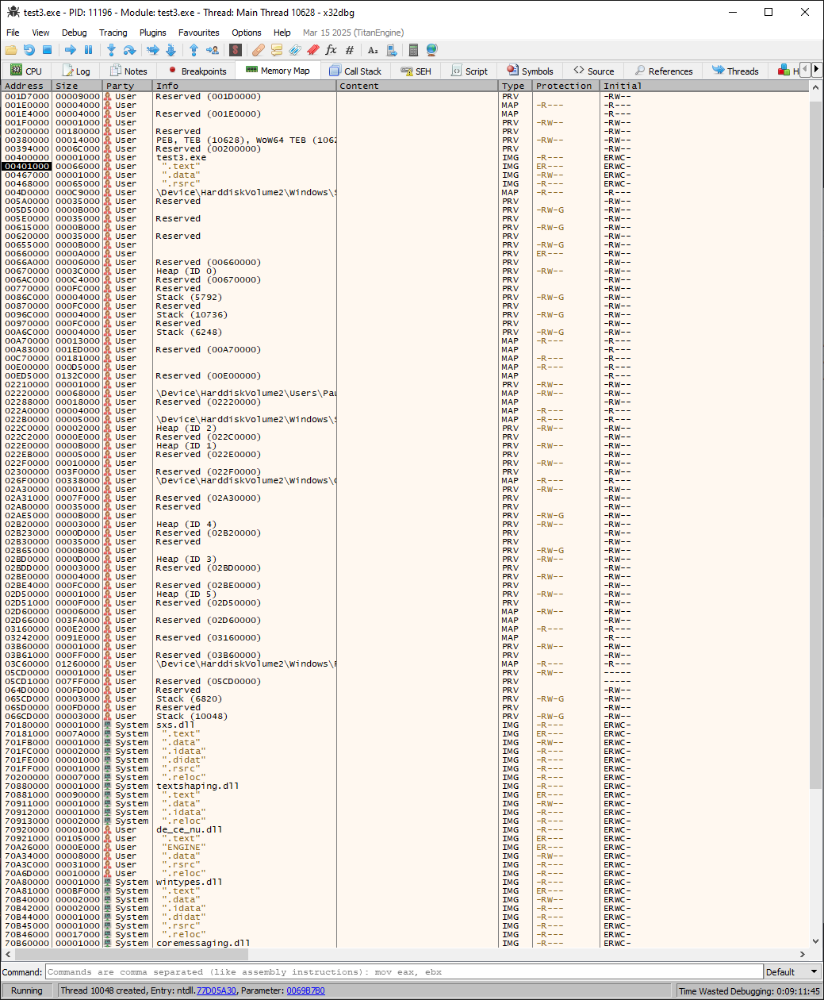 test3.exe - PID: 11196 - Module: test3.exe - Thread: Main Thread 10628 - x32dbg
File View Debug Tracing Plugins Favourites Options Help Mar 15 2025 (TitanEngine)
CPU Log Notes Breakpoints Memory Map Call Stack SEH Script Symbols Source References Threads H
Address Size Party Info Content Type Protection Initial
001D7000 00009000 User Reserved (001D0000) PRV -RW--
001E0000 00004000 User MAP -R--- -R---
001E4000 0000C000 User Reserved (001E0000) MAP -R---
001F0000 00001000 User PRV -RW-- -RW--
00200000 00180000 User Reserved PRV -RW--
00380000 00014000 User PEB, TEB (10628), WoW64 TEB (1062 PRV -RW-- -RW--
00394000 0006C000 User Reserved (00200000) PRV -RW--
00400000 00001000 User test3.exe IMG -R--- ERWC-
00401000 00066000 User ".text" IMG ER--- ERWC-
00467000 00001000 User ".data" IMG -RW-- ERWC-
00468000 00065000 User ".rsrc" IMG -R--- ERWC-
004D0000 000C9000 User \Device\HarddiskVolume2\Windows\S MAP -R--- -R---
005A0000 00035000 User Reserved PRV -RW--
005D5000 0000B000 User PRV -RW-G -RW--
005E0000 00035000 User Reserved PRV -RW--
00615000 0000B000 User PRV -RW-G -RW--
00620000 00035000 User Reserved PRV -RW--
00655000 0000B000 User PRV -RW-G -RW--
00660000 0000A000 User PRV ER--- -RW--
0066A000 00006000 User Reserved (00660000) PRV -RW--
00670000 0003C000 User Heap (ID 0) PRV -RW-- -RW--
006AC000 000C4000 User Reserved (00670000) PRV -RW--
00770000 000FC000 User Reserved PRV -RW--
0086C000 00004000 User Stack (5792) PRV -RW-G -RW--
00870000 000FC000 User Reserved PRV -RW--
0096C000 00004000 User Stack (10736) PRV -RW-G -RW--
00970000 000FC000 User Reserved PRV -RW--
00A6C000 00004000 User Stack (6248) PRV -RW-G -RW--
00A70000 00013000 User MAP -R--- -R---
00A83000 001ED000 User Reserved (00A70000) MAP -R---
00C70000 00181000 User MAP -R--- -R---
00E00000 000D5000 User MAP -R--- -R---
00ED5000 0132C000 User Reserved (00E00000) MAP -R---
02210000 00001000 User PRV -RW-- -RW--
02220000 00068000 User \Device\HarddiskVolume2\Users\Pau MAP -RW-- -RW--
02288000 00018000 User Reserved (02220000) MAP -RW--
022A0000 00004000 User MAP -R--- -R---
022B0000 00005000 User \Device\HarddiskVolume2\Windows\S MAP -R--- -R---
022C0000 00002000 User Heap (ID 2) PRV -RW-- -RW--
022C2000 0000E000 User Reserved (022C0000) PRV -RW--
022E0000 0000B000 User Heap (ID 1) PRV -RW-- -RW--
022EB000 00005000 User Reserved (022E0000) PRV -RW--
022F0000 00010000 User PRV -RW-- -RW--
02300000 003F0000 User Reserved (022F0000) PRV -RW--
026F0000 00338000 User \Device\HarddiskVolume2\Windows\G MAP -R--- -R---
02A30000 00001000 User PRV -RW-- -RW--
02A31000 0007F000 User Reserved (02A30000) PRV -RW--
02AB0000 00035000 User Reserved PRV -RW--
02AE5000 0000B000 User PRV -RW-G -RW--
02B20000 00003000 User Heap (ID 4) PRV -RW-- -RW--
02B23000 0000D000 User Reserved (02B20000) PRV -RW--
02B30000 00035000 User Reserved PRV -RW--
02B65000 0000B000 User PRV -RW-G -RW--
02BD0000 0000D000 User Heap (ID 3) PRV -RW-- -RW--
02BDD000 00003000 User Reserved (02BD0000) PRV -RW--
02BE0000 00004000 User PRV -RW-- -RW--
02BE4000 000FC000 User Reserved (02BE0000) PRV -RW--
02D50000 00001000 User Heap (ID 5) PRV -RW-- -RW--
02D51000 0000F000 User Reserved (02D50000) PRV -RW--
02D60000 00006000 User MAP -RW-- -RW--
02D66000 003FA000 User Reserved (02D60000) MAP -RW--
03160000 000E2000 User MAP -R--- -R---
03242000 0091E000 User Reserved (03160000) MAP -R---
03B60000 00001000 User PRV -RW-- -RW--
03B61000 000FF000 User Reserved (03B60000) PRV -RW--
03C60000 01260000 User \Device\HarddiskVolume2\Windows\F MAP -R--- -R---
05CD0000 00001000 User PRV -RW-- -----
05CD1000 007FF000 User Reserved (05CD0000) PRV -----
064D0000 000FD000 User Reserved PRV -RW--
065CD000 00003000 User Stack (6820) PRV -RW-G -RW--
065D0000 000FD000 User Reserved PRV -RW--
066CD000 00003000 User Stack (10048) PRV -RW-G -RW--
70180000 00001000 System sxs.dll IMG -R--- ERWC-
70181000 0007A000 System ".text" IMG ER--- ERWC-
701FB000 00001000 System ".data" IMG -RW-- ERWC-
701FC000 00002000 System ".idata" IMG -R--- ERWC-
701FE000 00001000 System ".didat" IMG -R--- ERWC-
701FF000 00001000 System ".rsrc" IMG -R--- ERWC-
70200000 00007000 System ".reloc" IMG -R--- ERWC-
70880000 00001000 System textshaping.dll IMG -R--- ERWC-
70881000 00090000 System ".text" IMG ER--- ERWC-
70911000 00001000 System ".data" IMG -RW-- ERWC-
70912000 00001000 System ".idata" IMG -R--- ERWC-
70913000 00002000 System ".reloc" IMG -R--- ERWC-
70920000 00001000 User de_ce_nu.dll IMG -R--- ERWC-
70921000 00105000 User ".text" IMG ER--- ERWC-
70A26000 0000E000 User "ENGINE" IMG ER--- ERWC-
70A34000 00008000 User ".data" IMG -RW-- ERWC-
70A3C000 00031000 User ".rsrc" IMG -R--- ERWC-
70A6D000 00010000 User ".reloc" IMG -R--- ERWC-
70A80000 00001000 System wintypes.dll IMG -R--- ERWC-
70A81000 000BF000 System ".text" IMG ER--- ERWC-
70B40000 00002000 System ".data" IMG -RW-- ERWC-
70B42000 00002000 System ".idata" IMG -R--- ERWC-
70B44000 00001000 System ".didat" IMG -R--- ERWC-
70B45000 00001000 System ".rsrc" IMG -R--- ERWC-
70B46000 00017000 System ".reloc" IMG -R--- ERWC-
70B60000 00001000 System coremessaging.dll IMG -R--- ERWC-
Command: Commands are comma separated (like assembly instructions): mov eax, ebx Default
Running Thread 10048 created, Entry: ntdll.77D05A30, Parameter: 0069B7B0 Time Wasted Debugging: 0:09:11:45